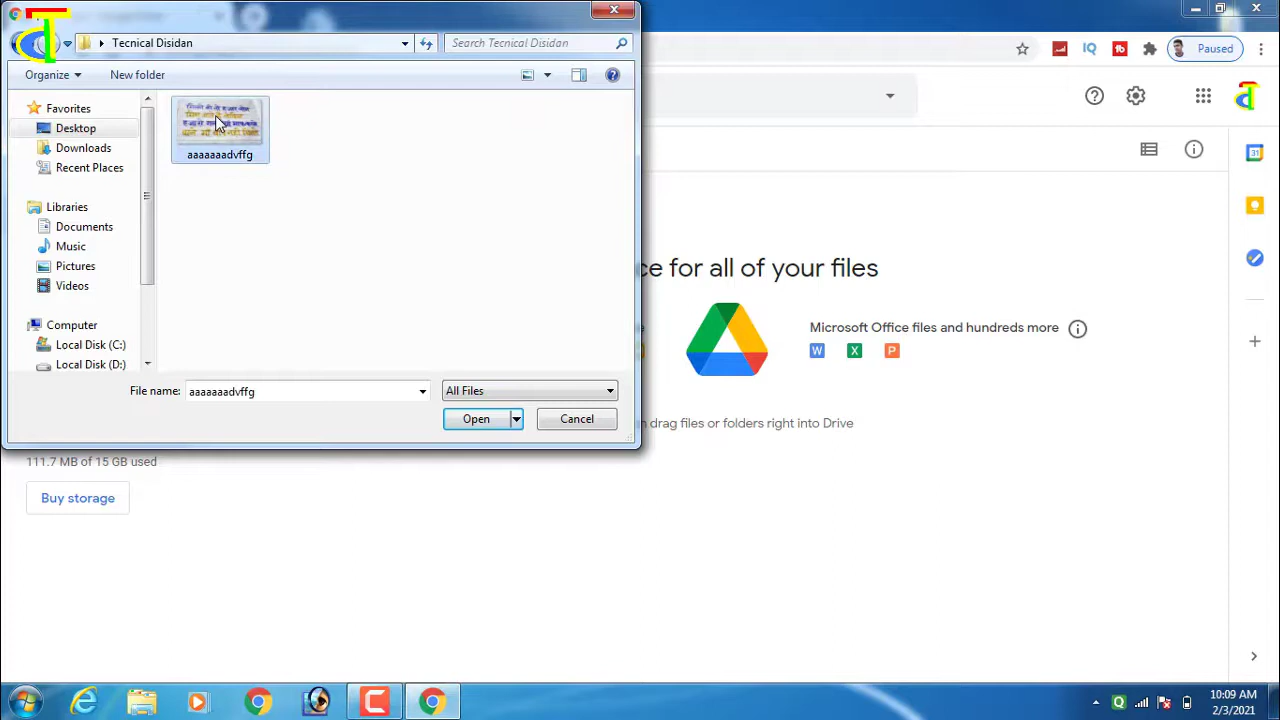 Tecnical Disidan
Search Tecnical Disidan
Organize
New folder
Paused
Favorites
Desktop
Downloads
Recent Places
Libraries
Documents
Music
Pictures
Videos
Computer
Local Disk (C:)
Local Disk (D:)
aaaaaaadvffg
File name: aaaaaaadvffg
All Files
Open
Cancel
ce for all of your files
Microsoft Office files and hundreds more
W X P
drag files or folders right into Drive
111.7 MB of 15 GB used
Buy storage
10:09 AM
2/3/2021